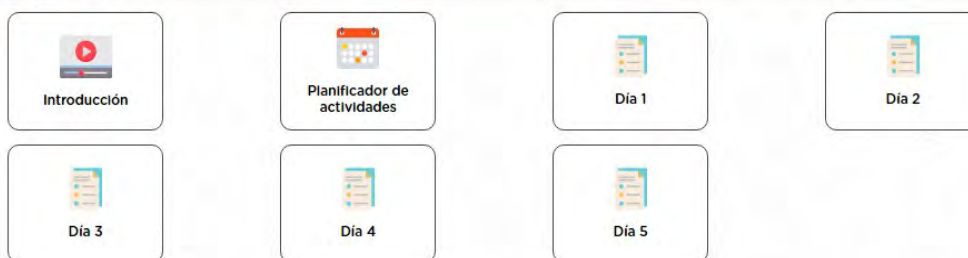 Introducción
Planificador de
actividades
Día 1
Día 2
Día 3
Día 4
Día 5